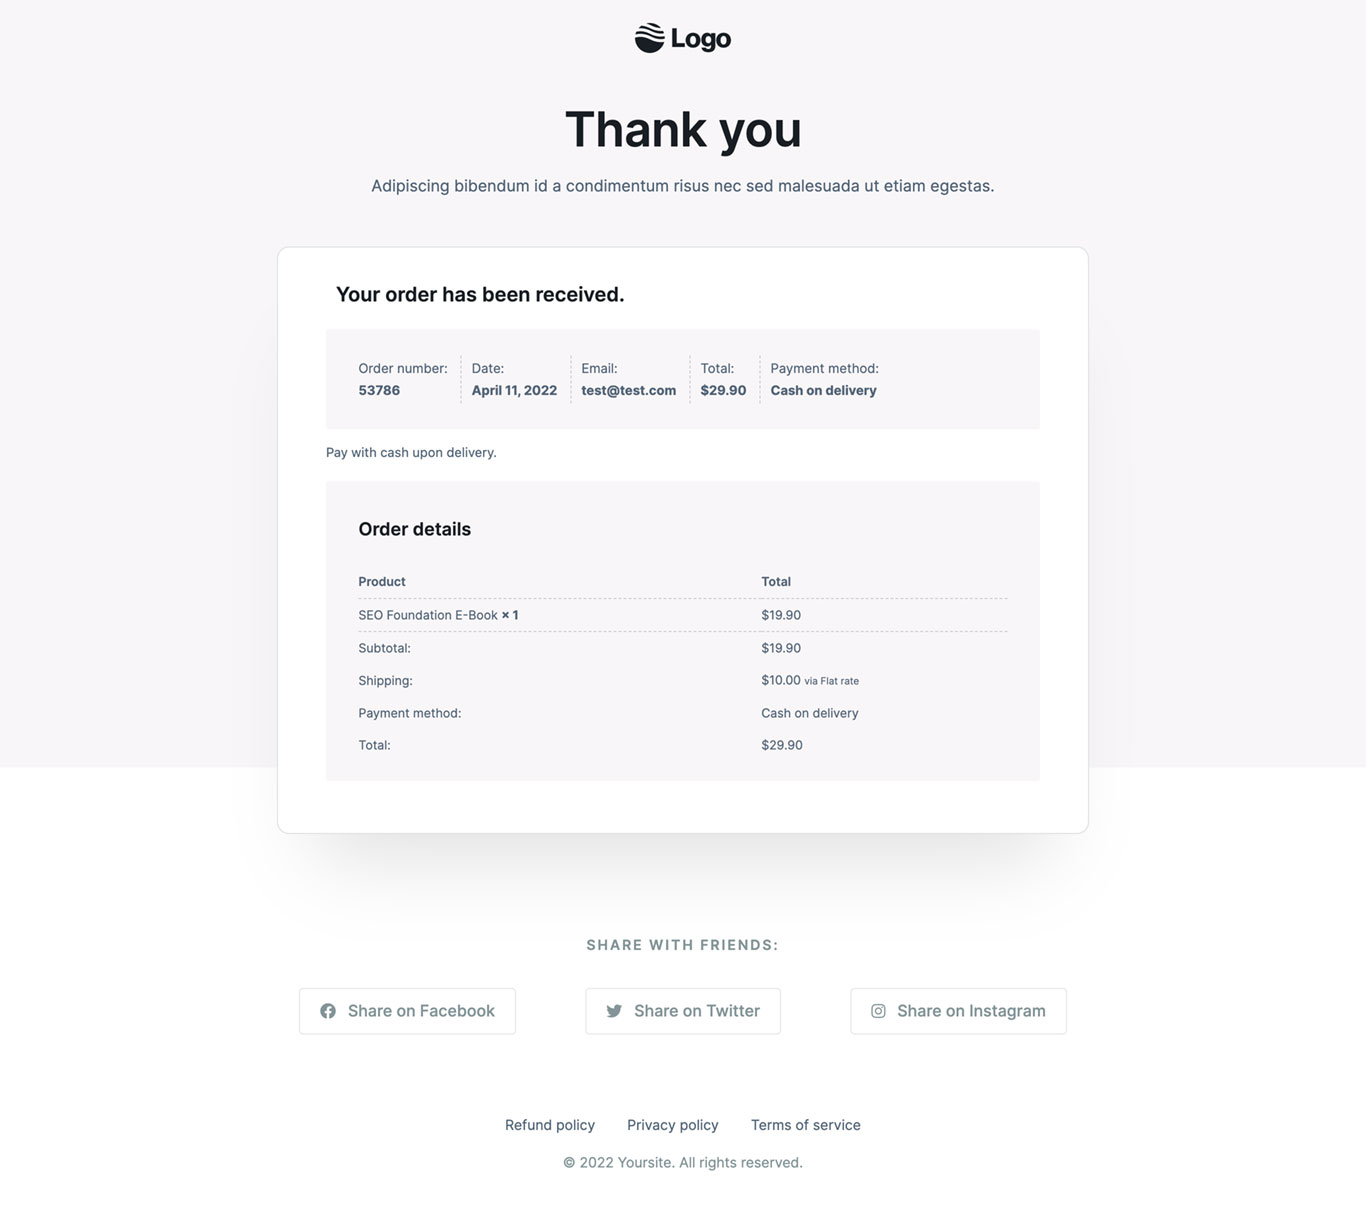 Logo
Thank you
Adipiscing bibendum id a condimentum risus nec sed malesuada ut etiam egestas.
Your order has been received.
Order number: Date: Email: Total: Payment method:
53786 April 11, 2022 test@test.com $29.90 Cash on delivery
Pay with cash upon delivery.
Order details
Product Total
SEO Foundation E-Book × 1 $19.90
Subtotal: $19.90
Shipping: $10.00 via Flat rate
Payment method: Cash on delivery
Total: $29.90
SHARE WITH FRIENDS:
Share on Facebook Share on Twitter Share on Instagram
Refund policy Privacy policy Terms of service
© 2022 Yoursite. All rights reserved.